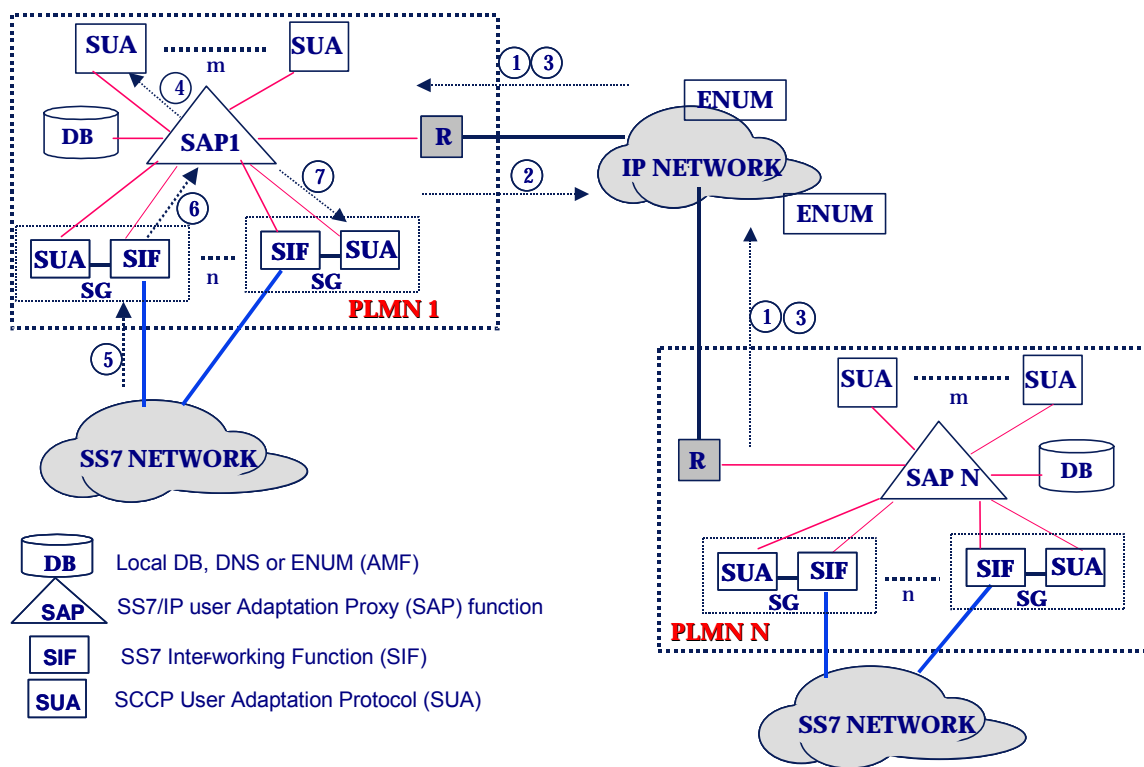 SUA
SUA
m
1 3
4
ENUM
DB
SAP1
R
IP NETWORK
7
2
6
ENUM
SUA
SIF
n
SIF
SUA
SG
SG
PLMN 1
5
1 3
SUA
SUA
m
SS7 NETWORK
R
SAP N
DB
DB
Local DB, DNS or ENUM (AMF)
SUA
SIF
n
SIF
SUA
SG
SG
SAP
SS7/IP user Adaptation Proxy (SAP) function
PLMN N
SIF
SS7 Inter-working Function (SIF)
SUA
SCCP User Adaptation Protocol (SUA)
SS7 NETWORK